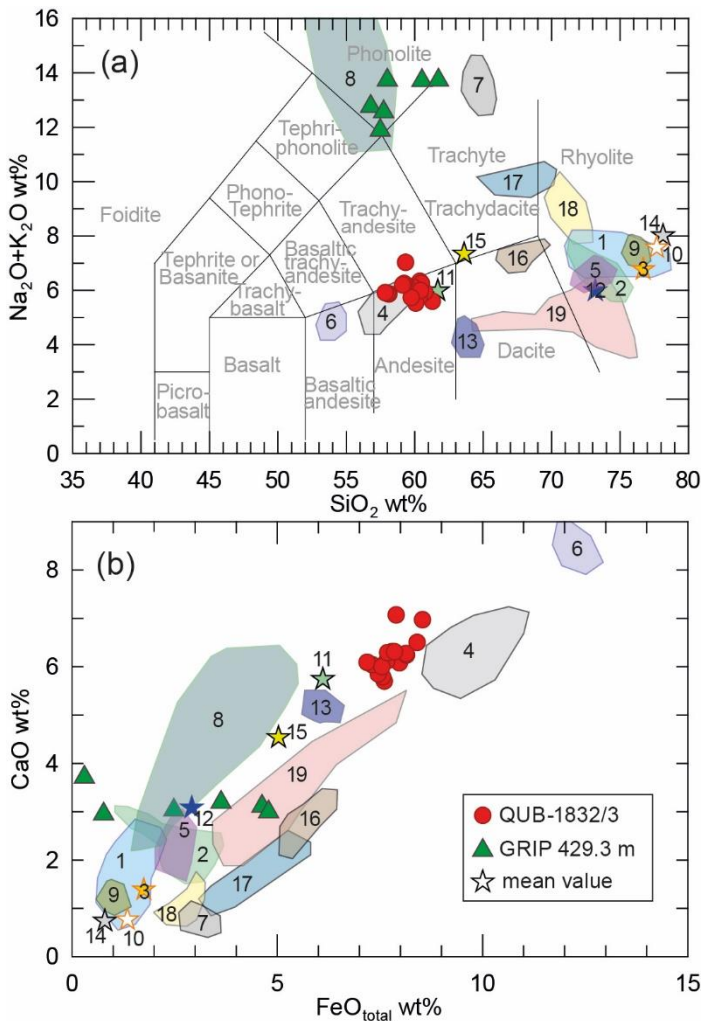 (a)
Na₂O+K₂O wt%
16
14
12
10
8
6
4
2
0
Phonolite
8
7
Tephri-
phonolite
Trachyte
Rhyolite
17
18
Foidite
Phono-
Tephrite
Trachy-
andesite
Trachydacite
14
1
9
10
15
Tephrite or
Basanite
Basaltic
trachy-
andesite
16
3
5
11
12
2
Trachy-
basalt
6
4
19
13
Dacite
Basalt
Andesite
Picro-
basalt
Basaltic
andesite
35 40 45 50 55 60 65 70 75 80
SiO₂ wt%
(b)
CaO wt%
8
6
4
2
0
6
4
11
13
8
15
19
12
16
5
1
2
17
3
9
18
7
14
10
QUB-1832/3
GRIP 429.3 m
mean value
0 5 10 15
FeOtotal wt%